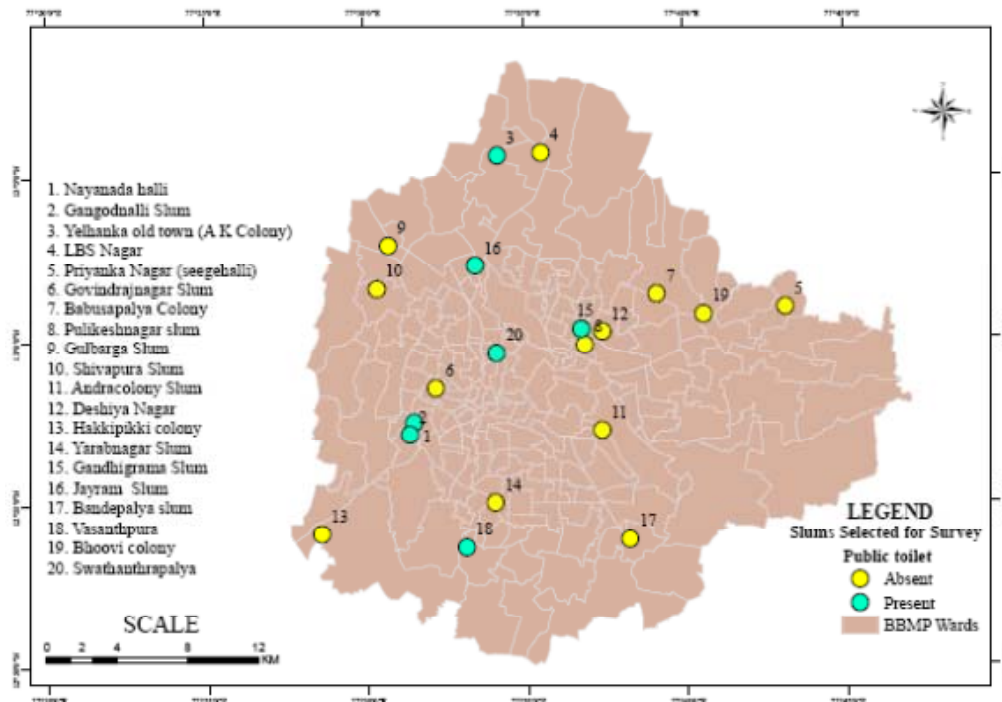 3
4
1. Nayanada halli
2. Gangodnalli Slum
3. Yelhanka old town (A K Colony)
4. LBS Nagar
5. Priyanka Nagar (seegehalli)
6. Govindrajnagar Slum
7. Babusapalya Colony
8. Pulikeshnagar slum
9. Gulbarga Slum
10. Shivapura Slum
11. Andracolony Slum
12. Deshiya Nagar
13. Hakkipikki colony
14. Yarabnagar Slum
15. Gandhigrama Slum
16. Jayram Slum
17. Bandepalya slum
18. Vasanthpura
19. Bhoovi colony
20. Swathanthrapalya
9
16
10
7
19
5
15
12
8
20
6
2
1
11
14
13
18
17
LEGEND
Slums Selected for Survey
Public toilet
Absent
Present
BBMP Wards
SCALE
0 2 4 8 12
KM